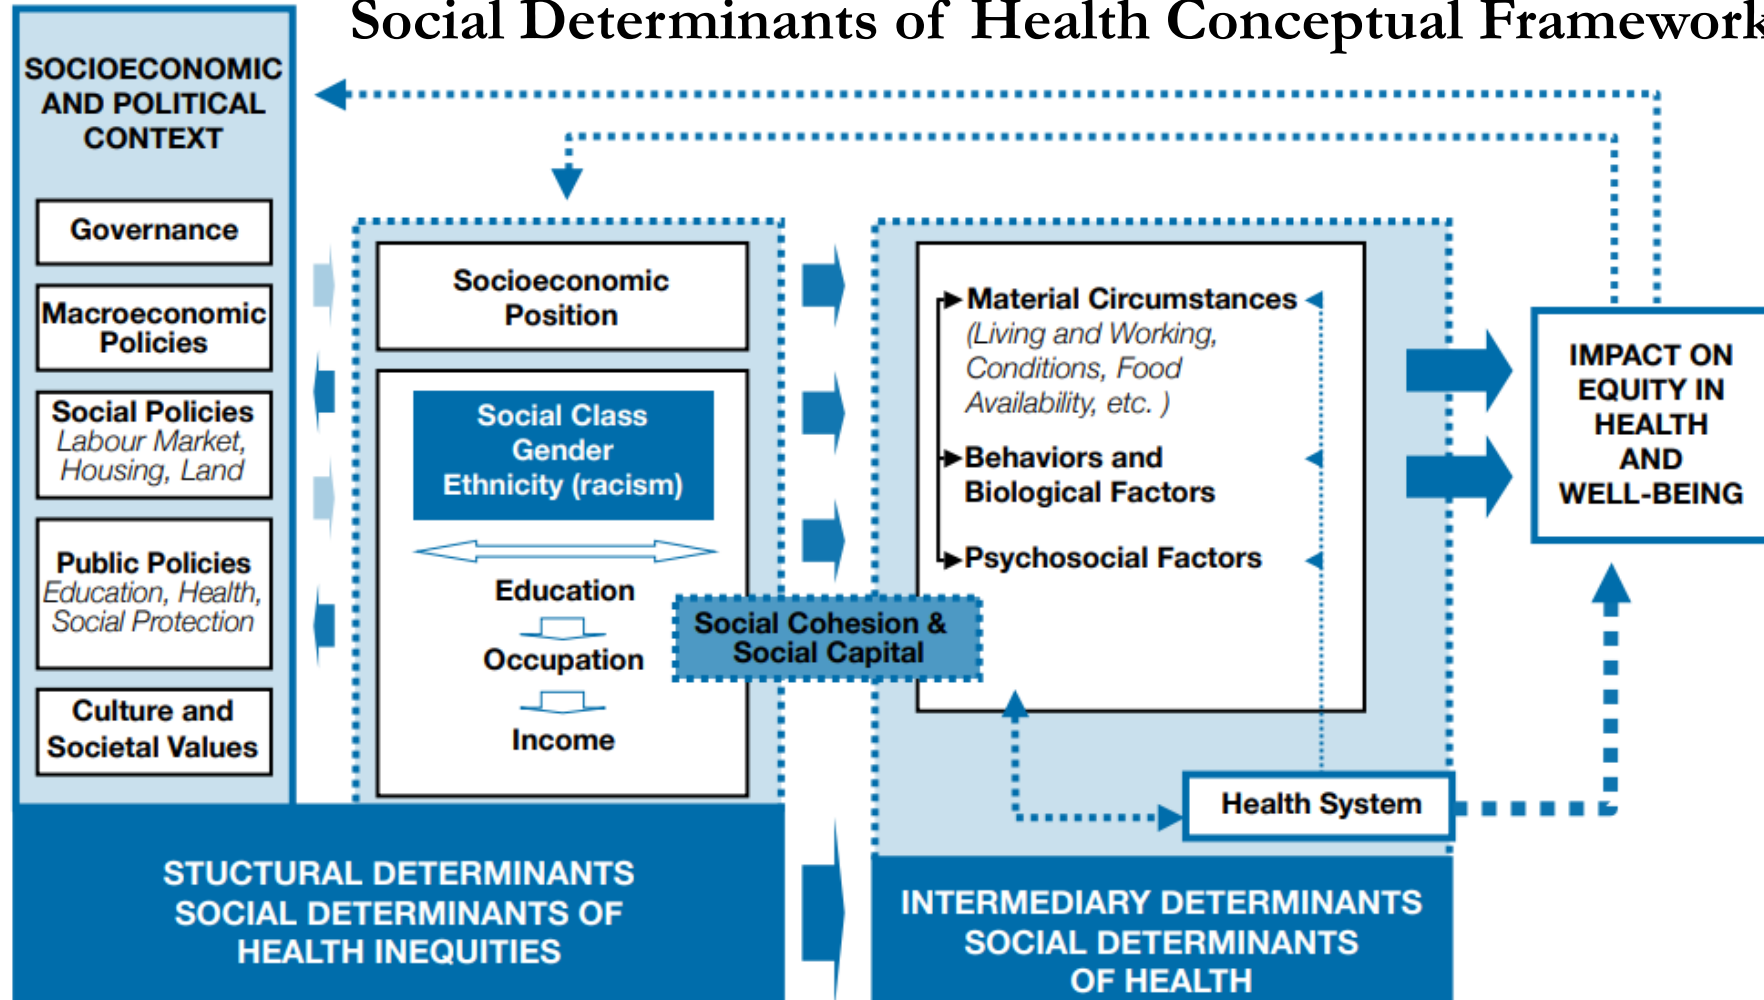 Social Determinants of Health Conceptual Framework
SOCIOECONOMIC
AND POLITICAL
CONTEXT
Governance
Macroeconomic
Policies
Social Policies
Labour Market,
Housing, Land
Public Policies
Education, Health,
Social Protection
Culture and
Societal Values
Socioeconomic
Position
Social Class
Gender
Ethnicity (racism)
Education
Occupation
Income
Social Cohesion &
Social Capital
Material Circumstances
(Living and Working,
Conditions, Food
Availability, etc. )
Behaviors and
Biological Factors
Psychosocial Factors
Health System
IMPACT ON
EQUITY IN
HEALTH
AND
WELL-BEING
STUCTURAL DETERMINANTS
SOCIAL DETERMINANTS OF
HEALTH INEQUITIES
INTERMEDIARY DETERMINANTS
SOCIAL DETERMINANTS
OF HEALTH